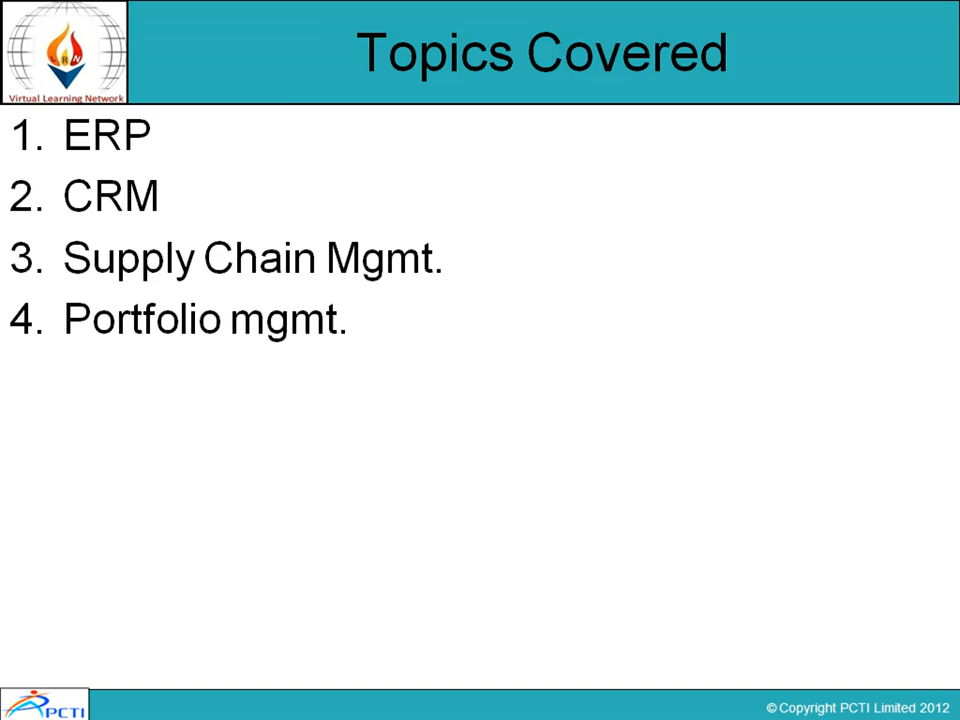 Topics Covered
RN
Virtual Learning Network
1. ERP
2. CRM
3. Supply Chain Mgmt.
4. Portfolio mgmt.
PCTI
© Copyright PCTI Limited 2012